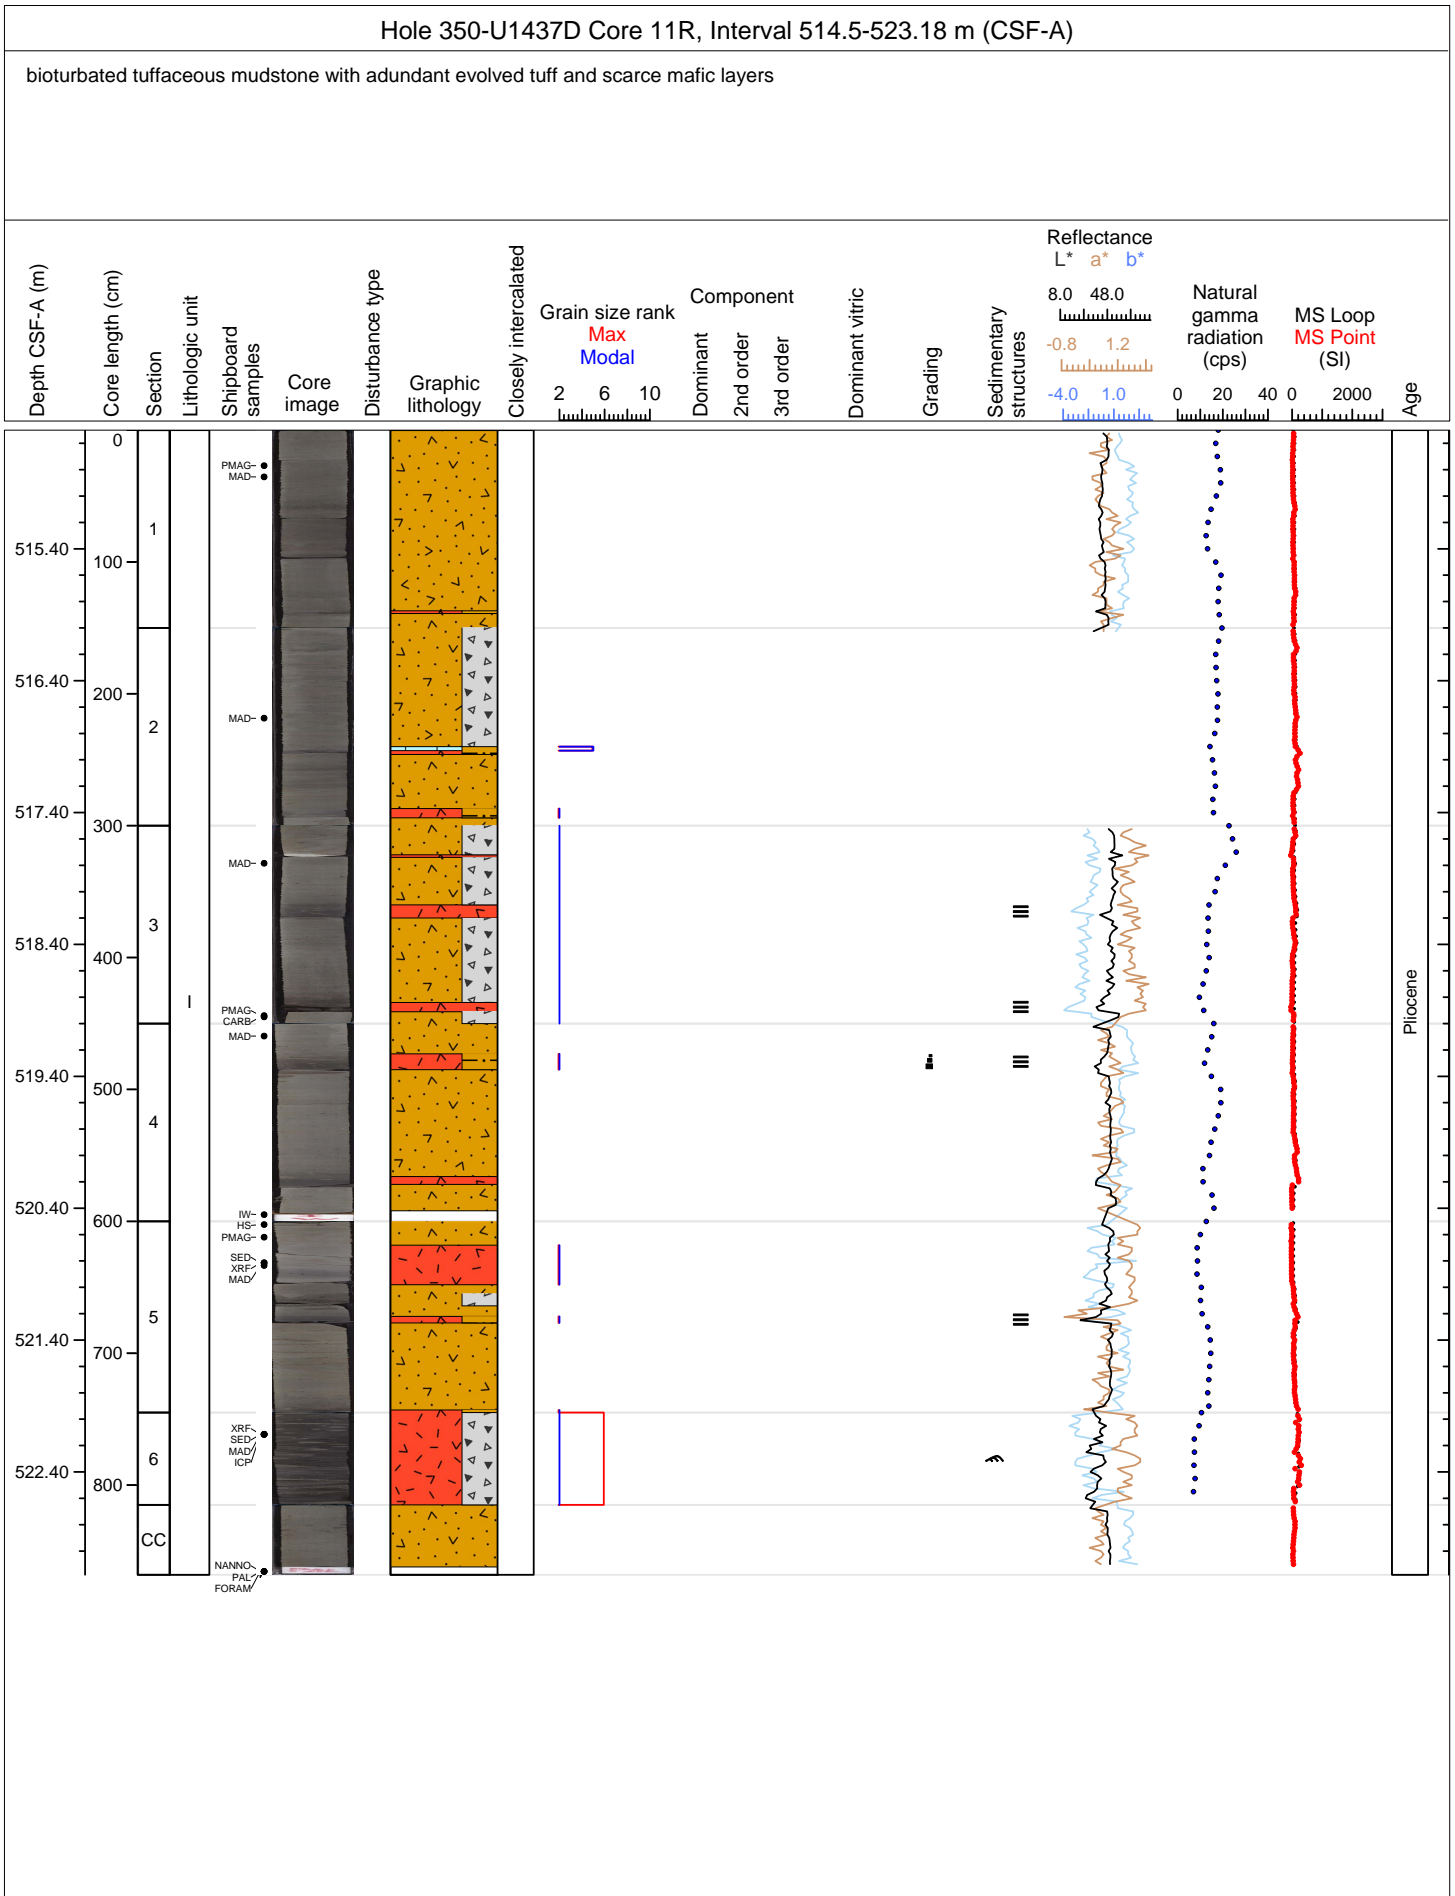 Hole 350-U1437D Core 11R, Interval 514.5-523.18 m (CSF-A)
bioturbated tuffaceous mudstone with adundant evolved tuff and scarce mafic layers
Depth CSF-A (m)
Core length (cm)
Section
Lithologic unit
Shipboard
samples
Core
image
Disturbance type
Graphic
lithology
Closely intercalated
Grain size rank
Max
Modal
2 6 10
Component
Dominant
2nd order
3rd order
Dominant vitric
Grading
Sedimentary
structures
Reflectance
L* a* b*
8.0 48.0
-0.8 1.2
-4.0 1.0
Natural
gamma
radiation
(cps)
0 20 40
MS Loop
MS Point
(SI)
0 2000
Age
515.40
516.40
517.40
518.40
519.40
520.40
521.40
522.40
0
100
200
300
400
500
600
700
800
1
2
3
4
5
6
CC
I
PMAG
MAD
MAD
MAD
PMAG
CARB
MAD
IW
HS
PMAG
SED
XRF
MAD
XRF
SED
MAD
ICP
NANNO
PAL
FORAM
Pliocene